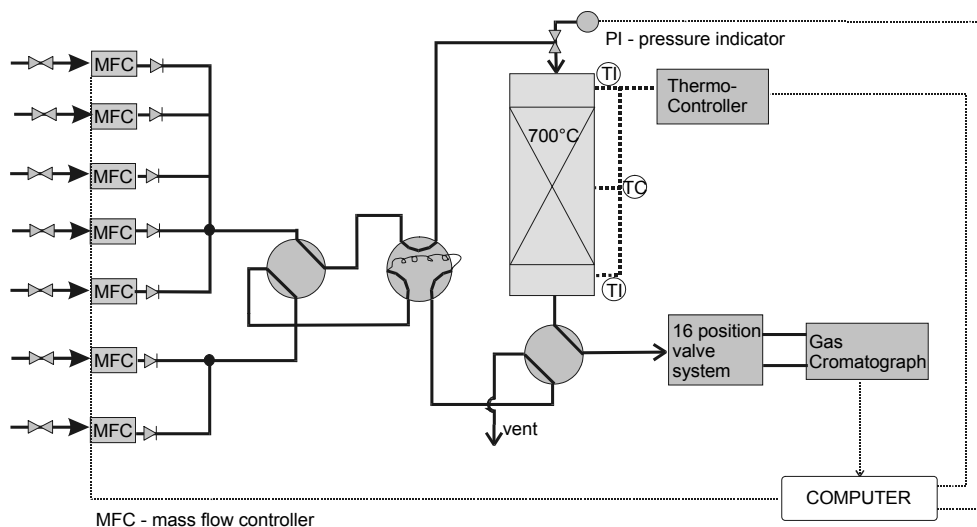 PI - pressure indicator
MFC
TI
Thermo-
Controller
MFC
700°C
MFC
TC
MFC
MFC
TI
MFC
16 position
valve
system
Gas
Cromatograph
MFC
vent
COMPUTER
MFC - mass flow controller